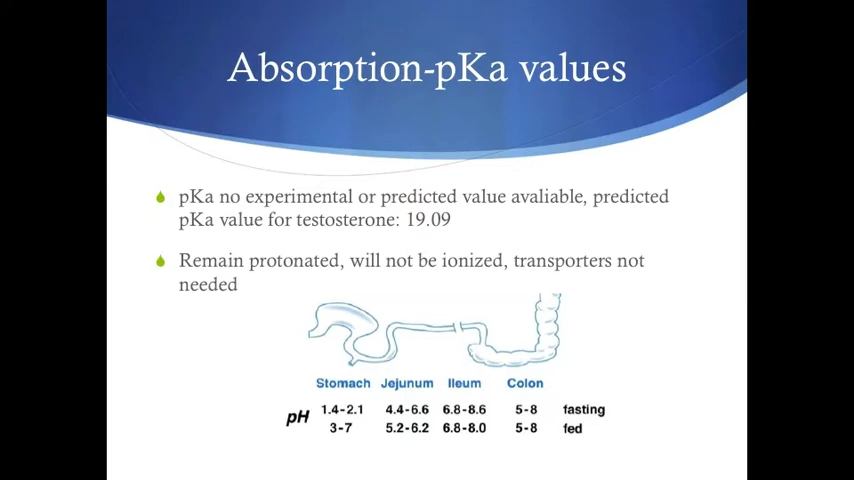 Absorption-pKa values
pKa no experimental or predicted value avaliable, predicted
pKa value for testosterone: 19.09
Remain protonated, will not be ionized, transporters not
needed
Stomach Jejunum Ileum Colon
pH 1.4-2.1 4.4-6.6 6.8-8.6 5-8 fasting
3-7 5.2-6.2 6.8-8.0 5-8 fed